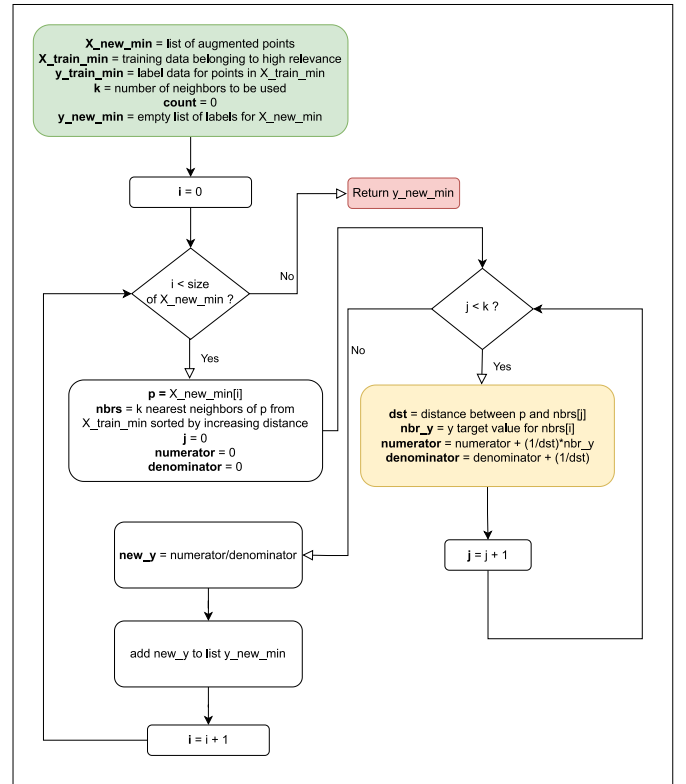 X_new_min = list of augmented points
X_train_min = training data belonging to high relevance
y_train_min = label data for points in X_train_min
k = number of neighbors to be used
count = 0
y_new_min = empty list of labels for X_new_min
i = 0
Return y_new_min
i < size
of X_new_min ?
No
Yes
j < k ?
No
Yes
p = X_new_min[i]
nbrs = k nearest neighbors of p from
X_train_min sorted by increasing distance
j = 0
numerator = 0
denominator = 0
dst = distance between p and nbrs[j]
nbr_y = y target value for nbrs[i]
numerator = numerator + (1/dst)*nbr_y
denominator = denominator + (1/dst)
new_y = numerator/denominator
j = j + 1
add new_y to list y_new_min
i = i + 1